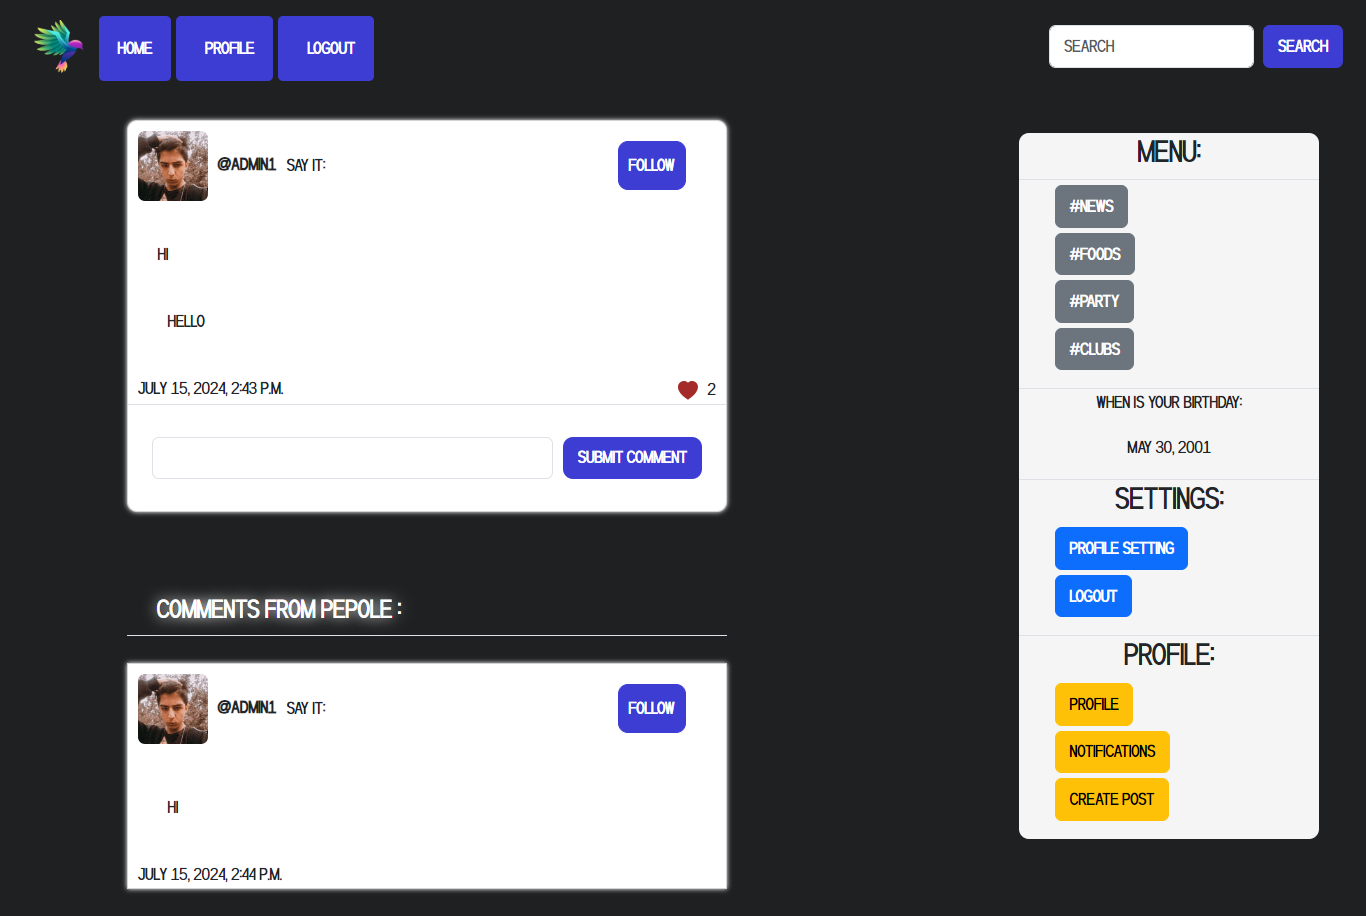 HOME PROFILE LOGOUT SEARCH SEARCH
@ADMIN1 SAY IT: FOLLOW
HI
HELLO
JULY 15, 2024, 2:43 P.M. 2
SUBMIT COMMENT
COMMENTS FROM PEPOLE :
@ADMIN1 SAY IT: FOLLOW
HI
JULY 15, 2024, 2:44 P.M.
MENU:
#NEWS
#FOODS
#PARTY
#CLUBS
WHEN IS YOUR BIRTHDAY:
MAY 30, 2001
SETTINGS:
PROFILE SETTING
LOGOUT
PROFILE:
PROFILE
NOTIFICATIONS
CREATE POST